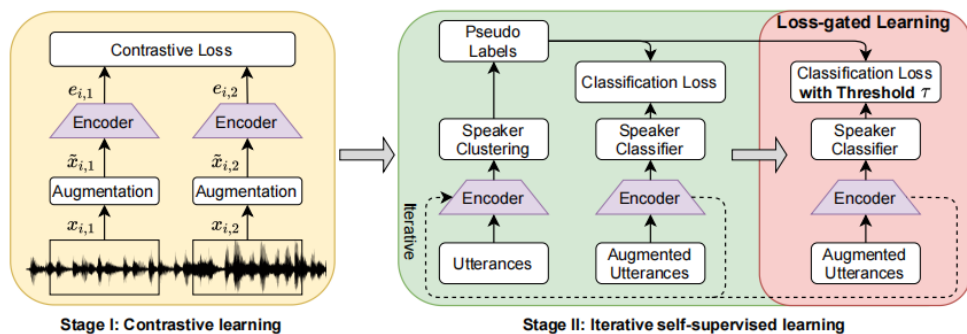 Contrastive Loss
e_{i,1}
e_{i,2}
Encoder
Encoder
x̃_{i,1}
x̃_{i,2}
Augmentation
Augmentation
x_{i,1}
x_{i,2}
Stage I: Contrastive learning
Pseudo
Labels
Classification Loss
Speaker
Clustering
Speaker
Classifier
Encoder
Encoder
Iterative
Utterances
Augmented
Utterances
Loss-gated Learning
Classification Loss
with Threshold τ
Speaker
Classifier
Encoder
Augmented
Utterances
Stage II: Iterative self-supervised learning